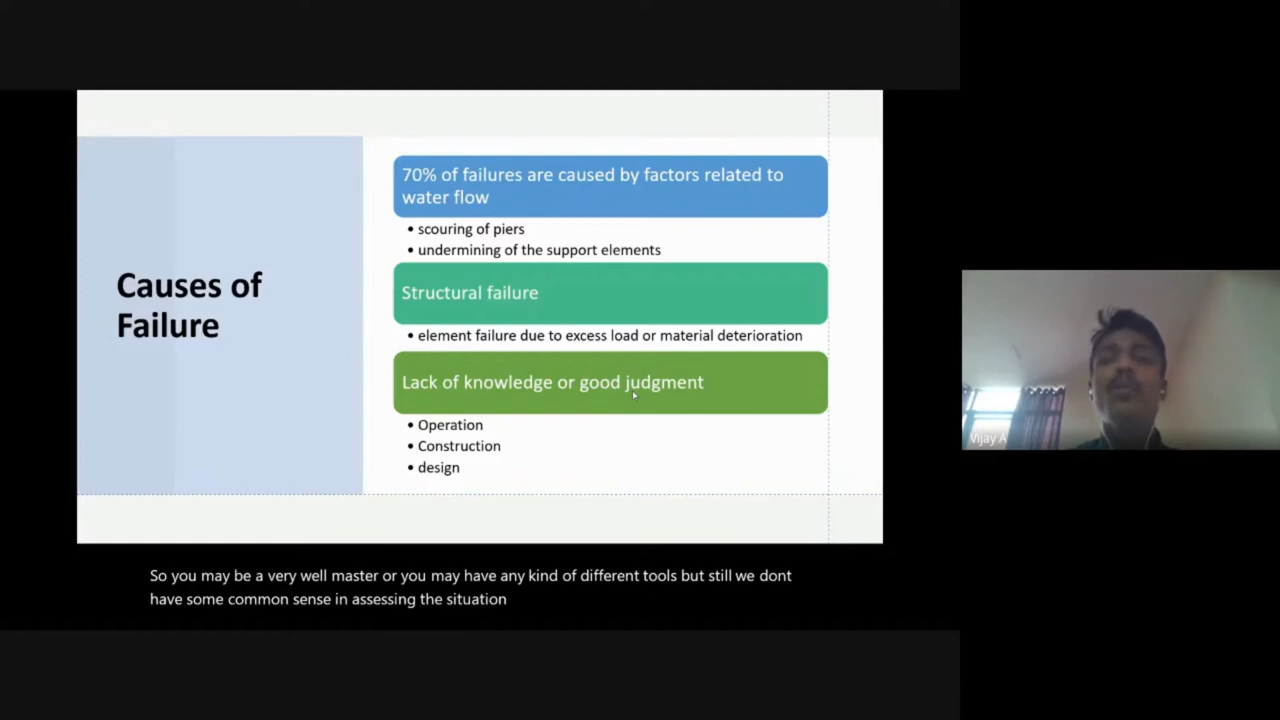 Causes of
Failure
70% of failures are caused by factors related to
water flow
• scouring of piers
• undermining of the support elements
Structural failure
• element failure due to excess load or material deterioration
Lack of knowledge or good judgment
• Operation
• Construction
• design
So you may be a very well master or you may have any kind of different tools but still we dont
have some common sense in assessing the situation
Vijay A